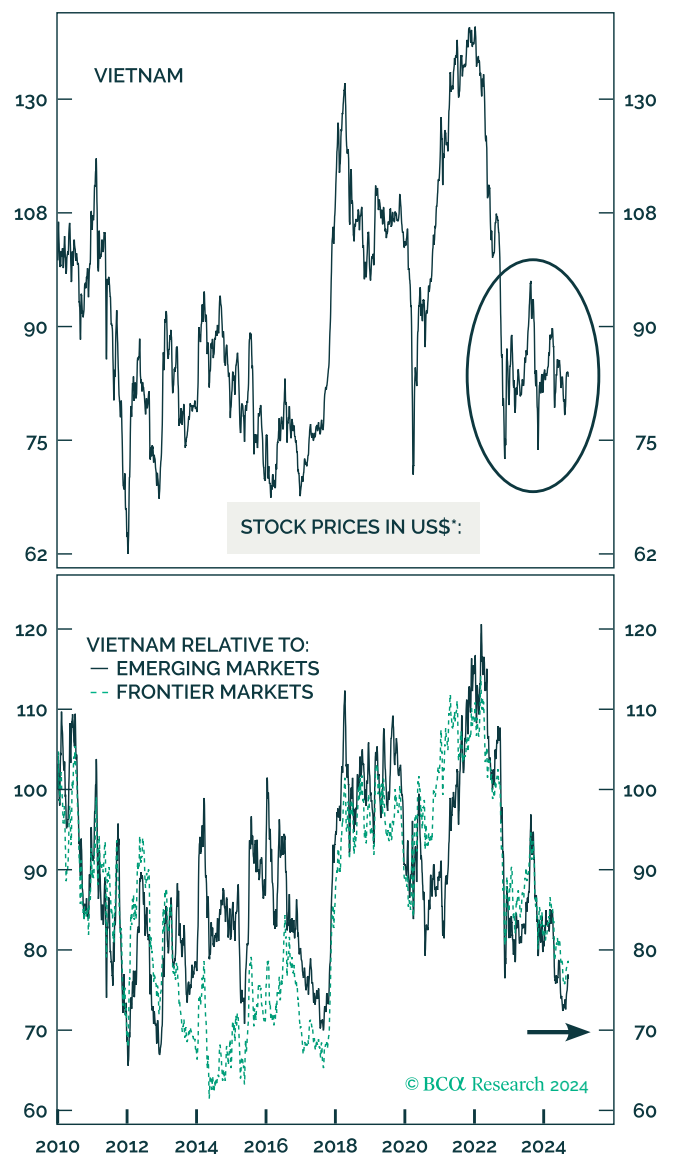 VIETNAM
130 130
108 108
90 90
75 75
STOCK PRICES IN US$*:
62 62
120 120
VIETNAM RELATIVE TO:
EMERGING MARKETS
FRONTIER MARKETS
110 110
100 100
90 90
80 80
70 70
© BCα Research 2024
60 60
2010 2012 2014 2016 2018 2020 2022 2024